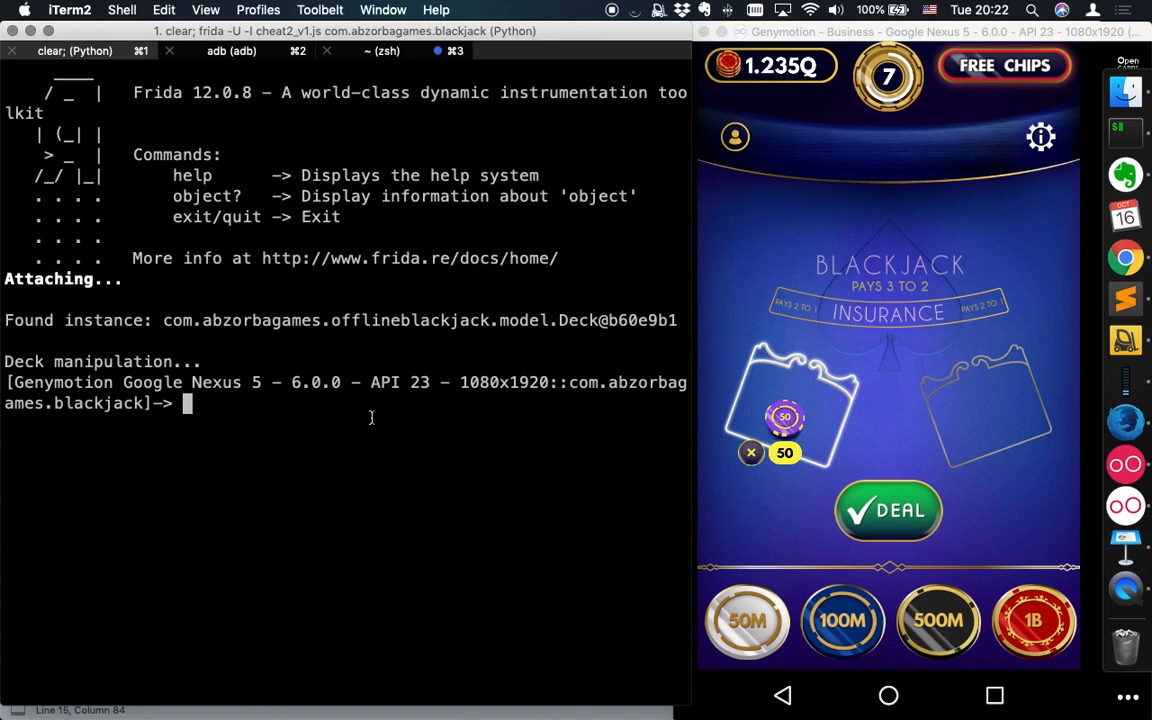 iTerm2 Shell Edit View Profiles Toolbelt Window Help 100% Tue 20:22
1. clear; frida -U -l cheat2_v1.js com.abzorbagames.blackjack (Python)
clear; (Python) ⌘1 adb (adb) ⌘2 ~ (zsh) ⌘3
____
/ _ | Frida 12.0.8 - A world-class dynamic instrumentation too
lkit
| (_| |
> _ | Commands:
/_/ |_| help -> Displays the help system
. . . . object? -> Display information about 'object'
. . . . exit/quit -> Exit
. . . .
. . . . More info at http://www.frida.re/docs/home/
Attaching...
Found instance: com.abzorbagames.offlineblackjack.model.Deck@b60e9b1
Deck manipulation...
[Genymotion Google Nexus 5 - 6.0.0 - API 23 - 1080x1920::com.abzorbag
ames.blackjack]->
Line 15, Column 84
Genymotion - Business - Google Nexus 5 - 6.0.0 - API 23 - 1080x1920 (...
1.235Q
7
FREE CHIPS
BLACKJACK
PAYS 3 TO 2
PAYS 2 TO 1 INSURANCE PAYS 2 TO 1
50
× 50
DEAL
50M 100M 500M 1B
Open
OCT
16